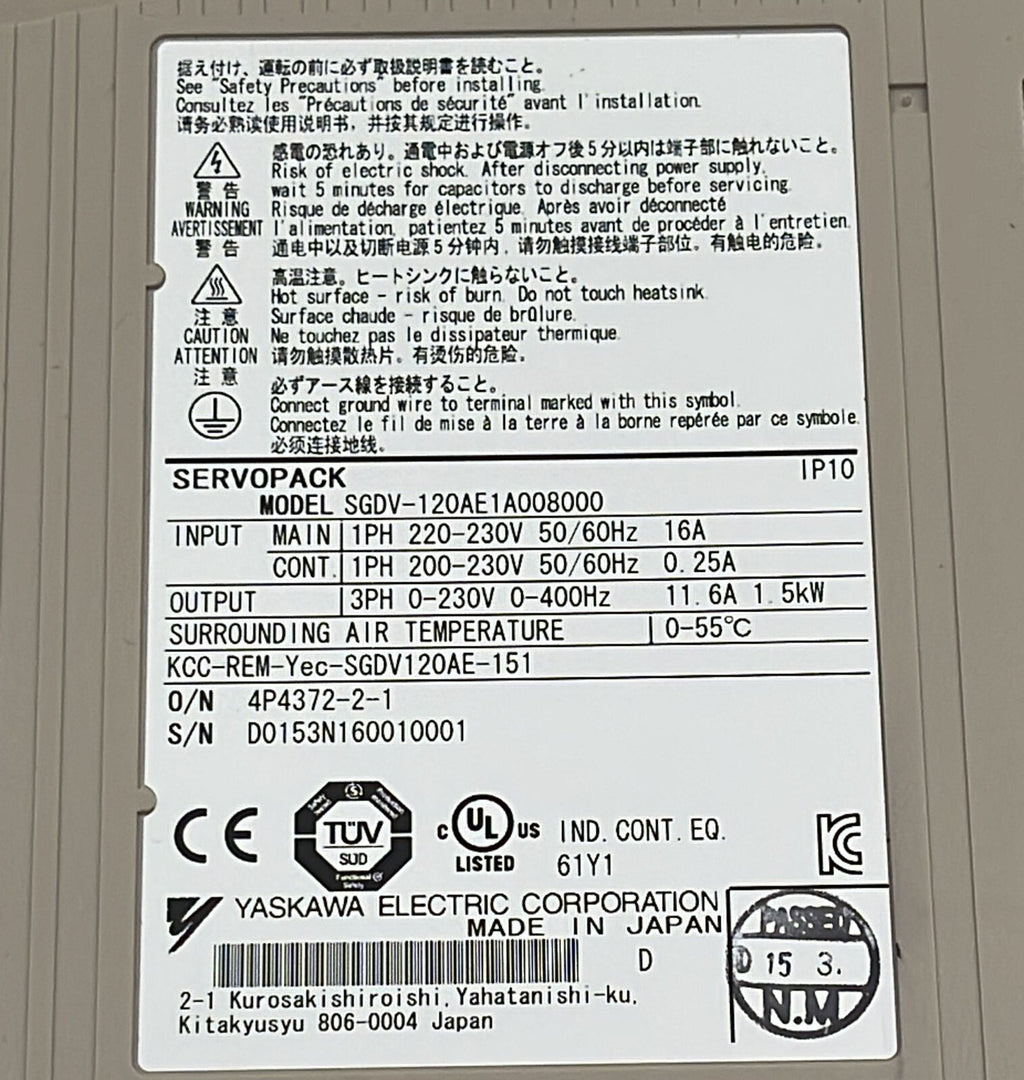 据え付け、運転の前に必ず取扱説明書を読むこと。
See "Safety Precautions" before installing.
Consultez les "Précautions de sécurité" avant l'installation.
请务必熟读使用说明书，并按其规定进行操作。
感電の恐れあり。通電中および電源オフ後5分以内は端子部に触れないこと。
Risk of electric shock. After disconnecting power supply,
警告 wait 5 minutes for capacitors to discharge before servicing.
WARNING Risque de décharge électrique. Après avoir déconnecté
AVERTISSEMENT l'alimentation, patientez 5 minutes avant de procéder à l'entretien.
警告 通电中以及切断电源5分钟内，请勿触摸接线端子部位。有触电的危险。
高温注意。ヒートシンクに触らないこと。
Hot surface - risk of burn. Do not touch heatsink.
注意 Surface chaude - risque de brûlure.
CAUTION Ne touchez pas le dissipateur thermique.
ATTENTION 请勿触摸散热片。有烫伤的危险。
注意
必ずアース線を接続すること。
Connect ground wire to terminal marked with this symbol.
Connectez le fil de mise à la terre à la borne repérée par ce symbole.
必须连接地线。
SERVOPACK IP10
MODEL SGDV-120AE1A008000
INPUT MAIN 1PH 220-230V 50/60Hz 16A
CONT. 1PH 200-230V 50/60Hz 0.25A
OUTPUT 3PH 0-230V 0-400Hz 11.6A 1.5kW
SURROUNDING AIR TEMPERATURE 0-55℃
KCC-REM-Yec-SGDV120AE-151
O/N 4P4372-2-1
S/N D0153N160010001
CE TÜV SÜD Functional Safety C UL US LISTED IND. CONT. EQ. 61Y1 KC
YASKAWA ELECTRIC CORPORATION
MADE IN JAPAN
D
2-1 Kurosakishiroishi, Yahatanishi-ku,
Kitakyusyu 806-0004 Japan
PASSED
D 15 3.
N.M